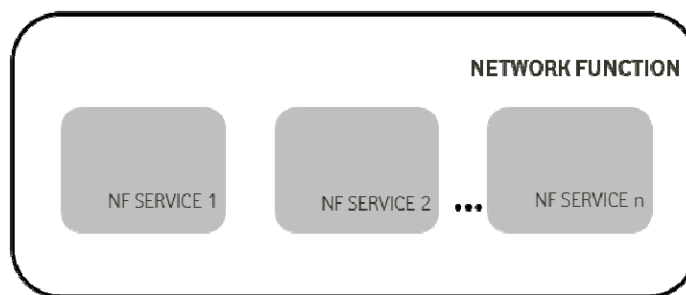 NETWORK FUNCTION
NF SERVICE 1
NF SERVICE 2
...
NF SERVICE n